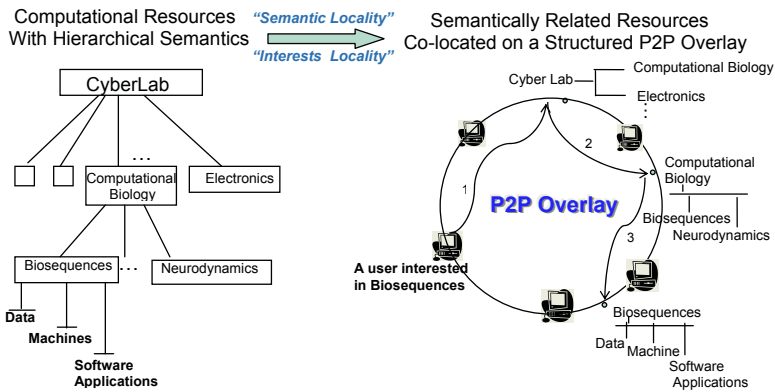 Computational Resources
With Hierarchical Semantics
“Semantic Locality”
“Interests Locality”
Semantically Related Resources
Co-located on a Structured P2P Overlay
CyberLab
...
Computational
Biology
Electronics
Biosequences
...
Neurodynamics
Data
Machines
Software
Applications
Cyber Lab
Computational Biology
Electronics
...
1
2
3
P2P Overlay
A user interested
in Biosequences
Computational
Biology
Biosequences
Neurodynamics
Biosequences
Data
Machine
Software
Applications